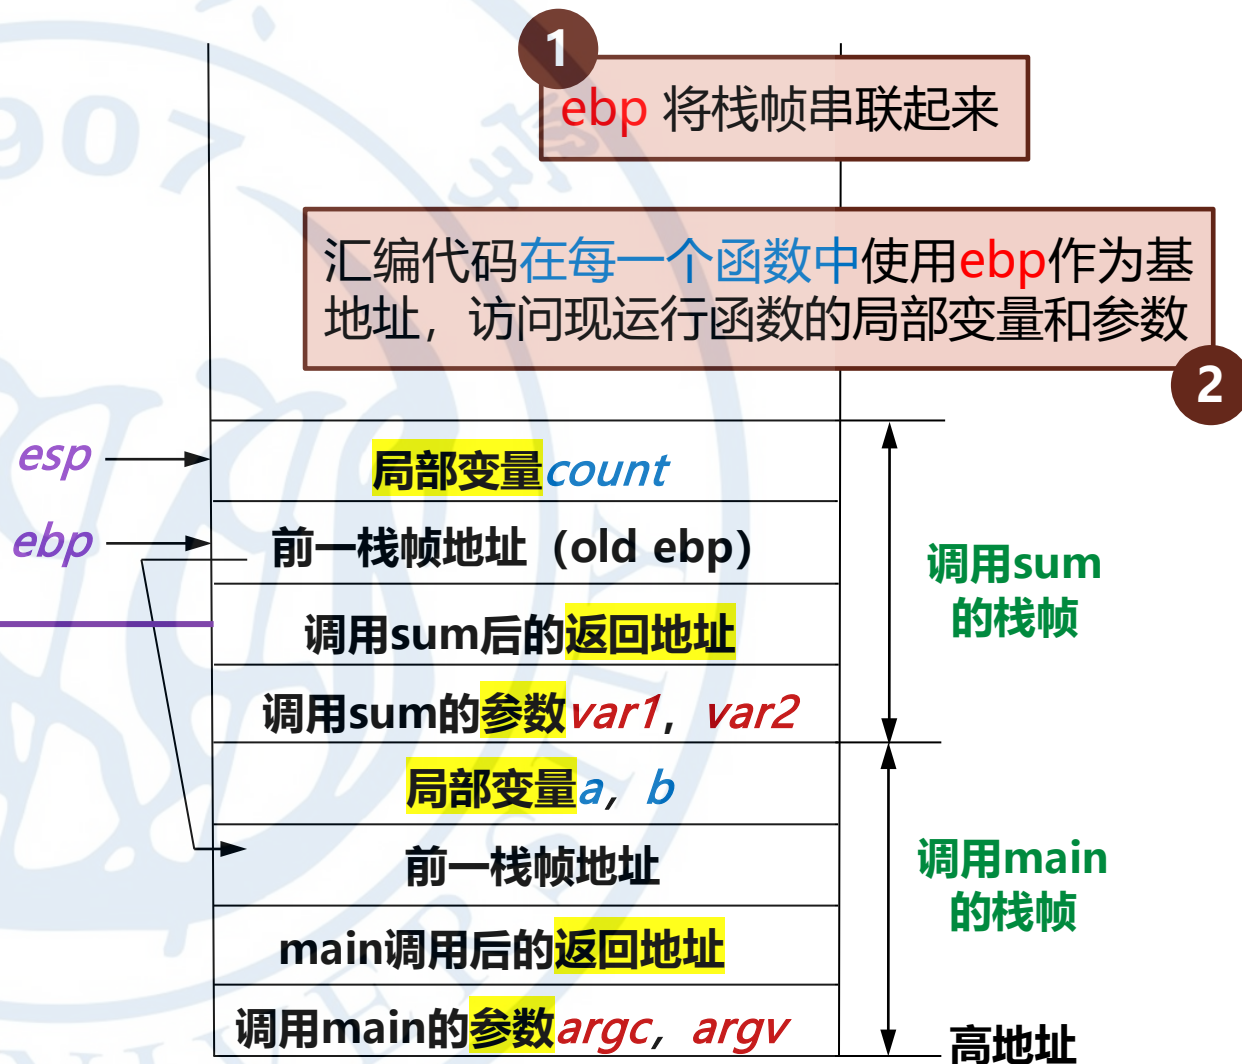 1
ebp 将栈帧串联起来
汇编代码在每一个函数中使用ebp作为基
地址，访问现运行函数的局部变量和参数
2
esp
局部变量count
ebp
前一栈帧地址（old ebp）
调用sum
的栈帧
调用sum后的返回地址
调用sum的参数var1，var2
局部变量a，b
前一栈帧地址
调用main
的栈帧
main调用后的返回地址
调用main的参数argc，argv
高地址
907